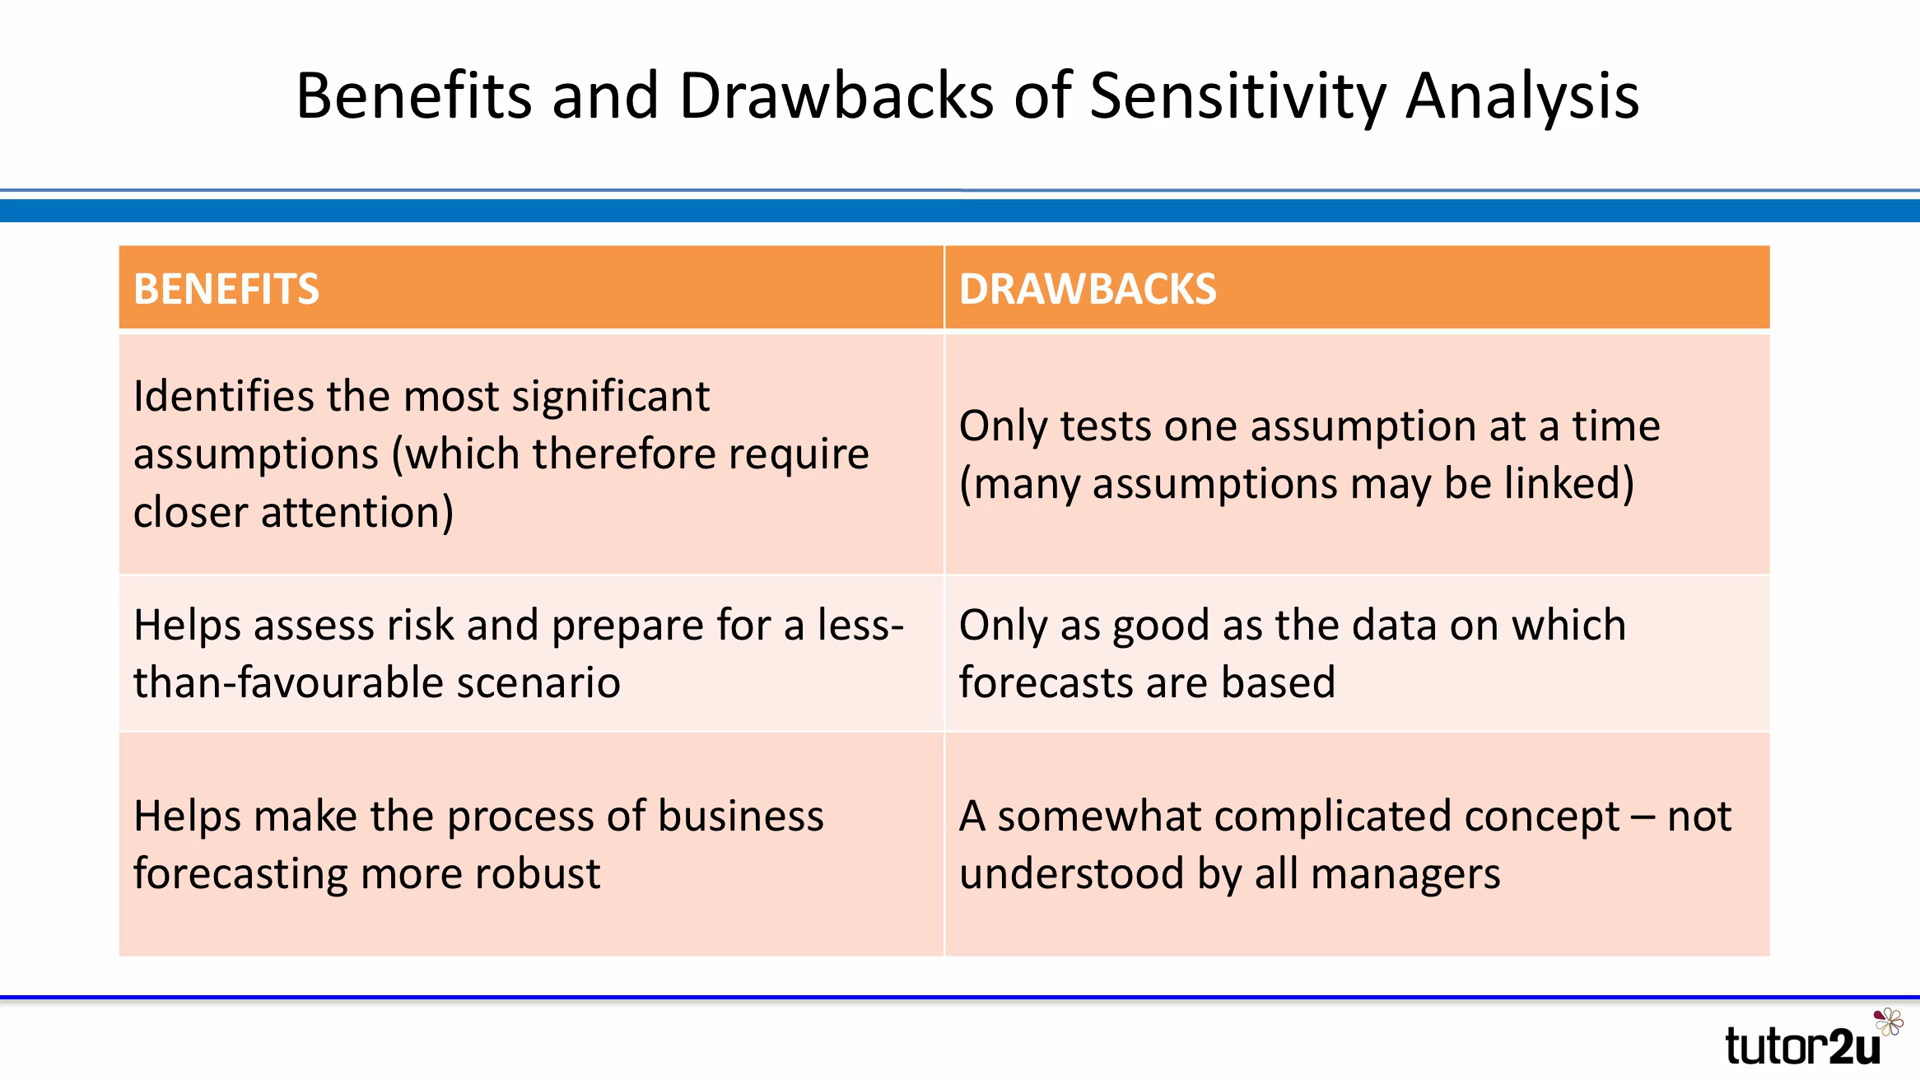 Benefits and Drawbacks of Sensitivity Analysis
BENEFITS
DRAWBACKS
Identifies the most significant
assumptions (which therefore require
closer attention)
Only tests one assumption at a time
(many assumptions may be linked)
Helps assess risk and prepare for a less-
than-favourable scenario
Only as good as the data on which
forecasts are based
Helps make the process of business
forecasting more robust
A somewhat complicated concept – not
understood by all managers
tutor2u